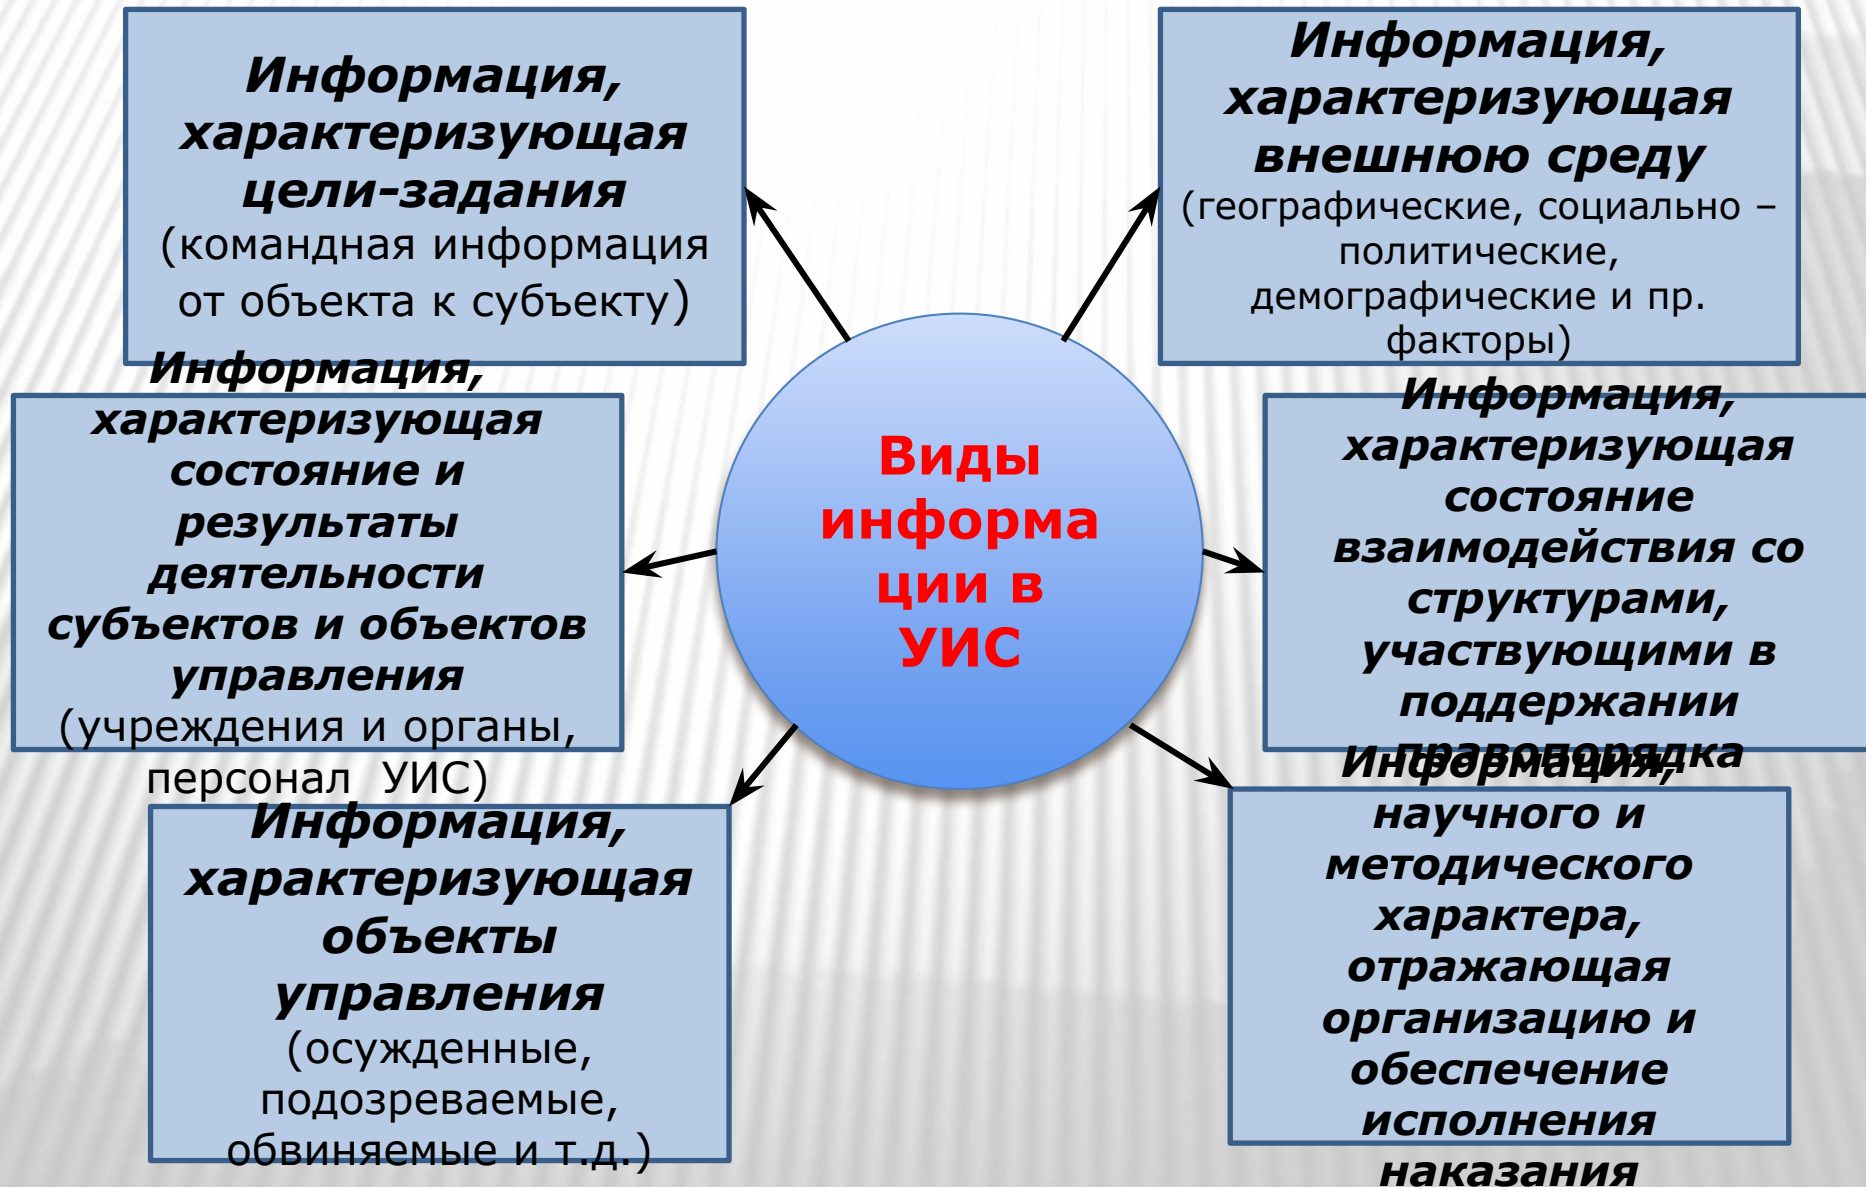 Информация,
характеризующая
цели-задания
(командная информация
от объекта к субъекту)
Информация,
характеризующая
внешнюю среду
(географические, социально –
политические,
демографические и пр.
факторы)
Информация,
характеризующая
состояние и
результаты
деятельности
субъектов и объектов
управления
(учреждения и органы,
персонал УИС)
Виды
информа
ции в
УИС
Информация,
характеризующая
состояние
взаимодействия со
структурами,
участвующими в
поддержании
правопорядка
Информация,
характеризующая
объекты
управления
(осужденные,
подозреваемые,
обвиняемые и т.д.)
Информация,
научного и
методического
характера,
отражающая
организацию и
обеспечение
исполнения
наказания